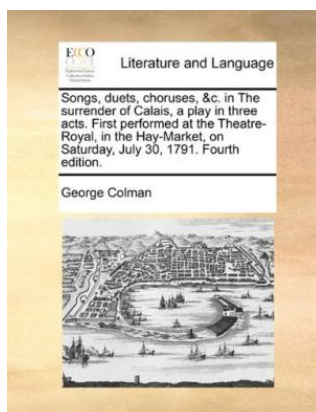 ECCO
Literature and Language
Songs, duets, choruses, &c. in The
surrender of Calais, a play in three
acts. First performed at the Theatre-
Royal, in the Hay-Market, on
Saturday, July 30, 1791. Fourth
edition.
George Colman